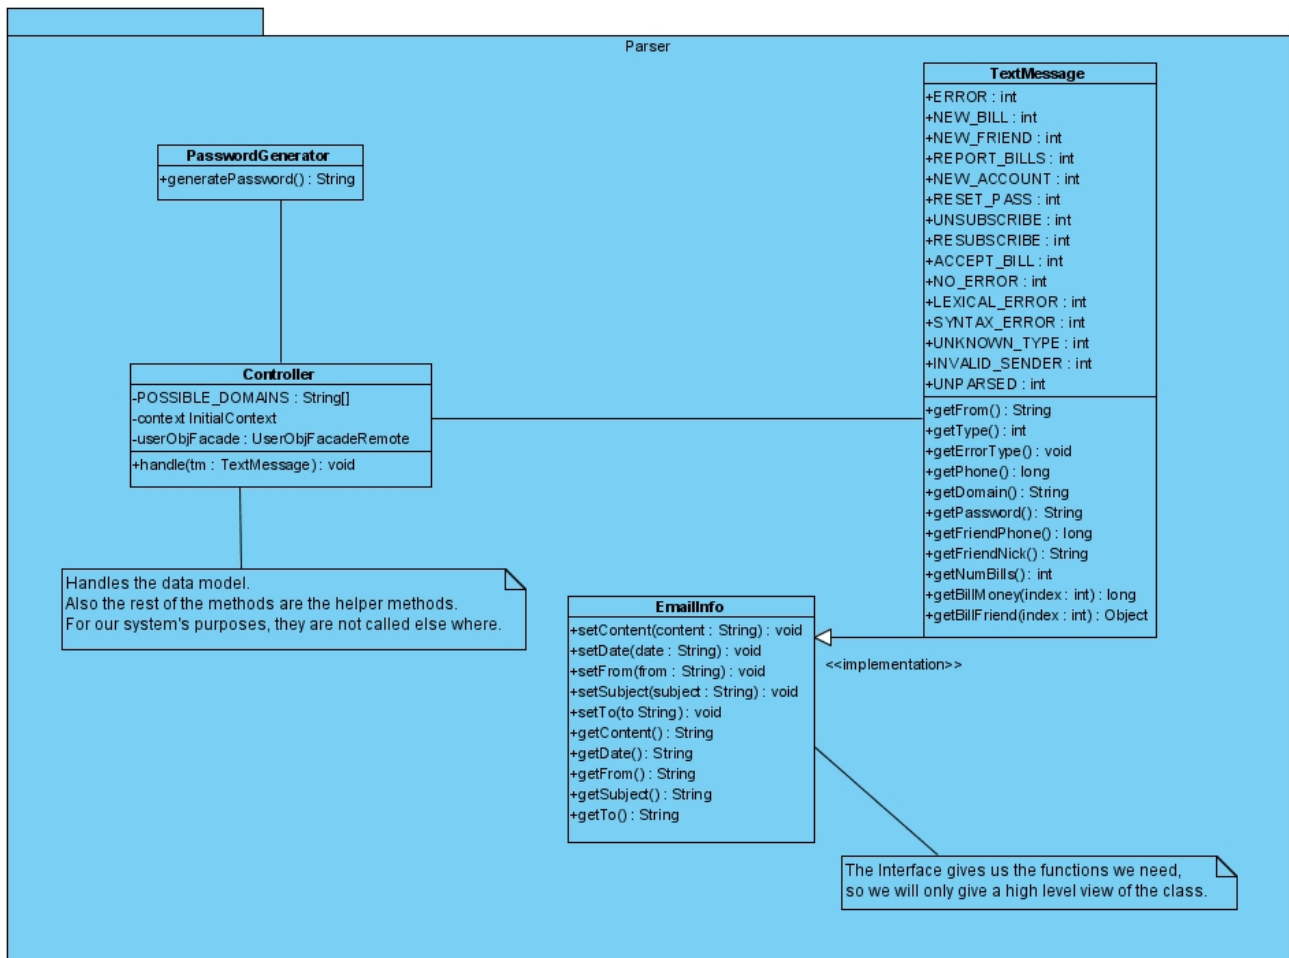 Parser
PasswordGenerator
+generatePassword() : String
Controller
-POSSIBLE_DOMAINS : String[]
-context InitialContext
-userObjFacade : UserObjFacadeRemote
+handle(tm : TextMessage) : void
Handles the data model.
Also the rest of the methods are the helper methods.
For our system's purposes, they are not called else where.
TextMessage
+ERROR : int
+NEW_BILL : int
+NEW_FRIEND : int
+REPORT_BILLS : int
+NEW_ACCOUNT : int
+RESET_PASS : int
+UNSUBSCRIBE : int
+RESUBSCRIBE : int
+ACCEPT_BILL : int
+NO_ERROR : int
+LEXICAL_ERROR : int
+SYNTAX_ERROR : int
+UNKNOWN_TYPE : int
+INVALID_SENDER : int
+UNPARSED : int
+getFrom() : String
+getType() : int
+getErrorType() : void
+getPhone() : long
+getDomain() : String
+getPassword() : String
+getFriendPhone() : long
+getFriendNick() : String
+getNumBills() : int
+getBillMoney(index : int) : long
+getBillFriend(index : int) : Object
<<implementation>>
EmailInfo
+setContent(content : String) : void
+setDate(date : String) : void
+setFrom(from : String) : void
+setSubject(subject : String) : void
+setTo(to String) : void
+getContent() : String
+getDate() : String
+getFrom() : String
+getSubject() : String
+getTo() : String
The Interface gives us the functions we need,
so we will only give a high level view of the class.